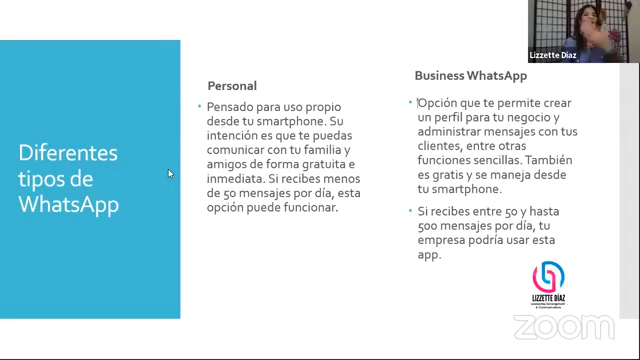 Lizzette Díaz
Diferentes
tipos de
WhatsApp
Personal
• Pensado para uso propio
desde tu smartphone. Su
intención es que te puedas
comunicar con tu familia y
amigos de forma gratuita e
inmediata. Si recibes menos
de 50 mensajes por día, esta
opción puede funcionar.
Business WhatsApp
• Opción que te permite crear
un perfil para tu negocio y
administrar mensajes con tus
clientes, entre otras
funciones sencillas. También
es gratis y se maneja desde
tu smartphone.
• Si recibes entre 50 y hasta
500 mensajes por día, tu
empresa podría usar esta
app.
LIZZETTE DÍAZ
zoom